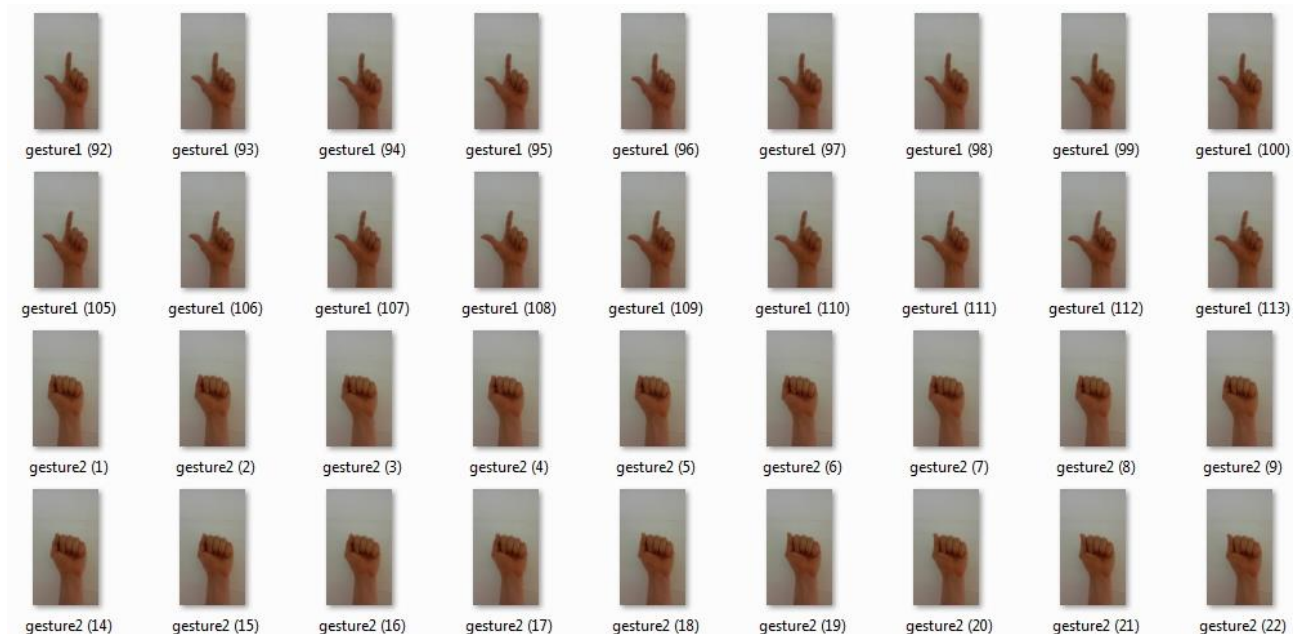 gesture1 (92) gesture1 (93) gesture1 (94) gesture1 (95) gesture1 (96) gesture1 (97) gesture1 (98) gesture1 (99) gesture1 (100)
gesture1 (105) gesture1 (106) gesture1 (107) gesture1 (108) gesture1 (109) gesture1 (110) gesture1 (111) gesture1 (112) gesture1 (113)
gesture2 (1) gesture2 (2) gesture2 (3) gesture2 (4) gesture2 (5) gesture2 (6) gesture2 (7) gesture2 (8) gesture2 (9)
gesture2 (14) gesture2 (15) gesture2 (16) gesture2 (17) gesture2 (18) gesture2 (19) gesture2 (20) gesture2 (21) gesture2 (22)